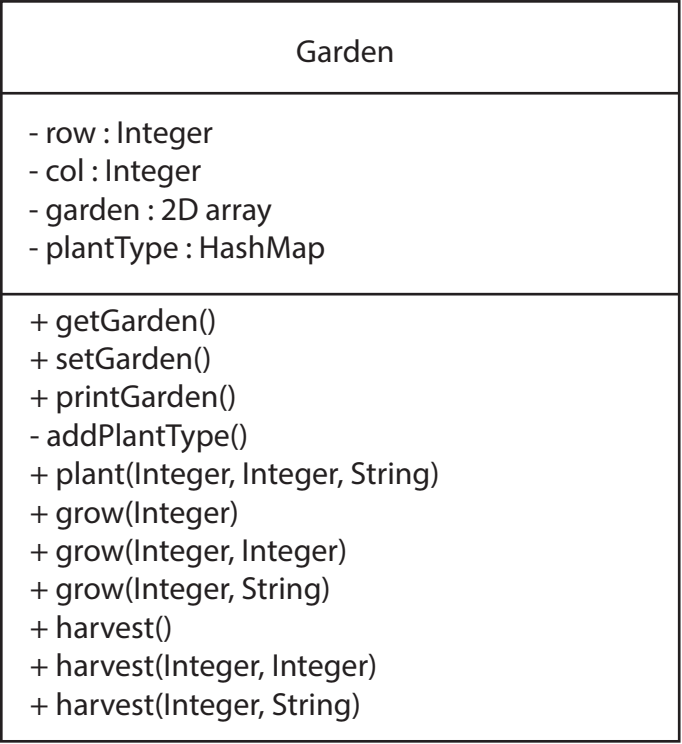 Garden
- row : Integer
- col : Integer
- garden : 2D array
- plantType : HashMap
+ getGarden()
+ setGarden()
+ printGarden()
- addPlantType()
+ plant(Integer, Integer, String)
+ grow(Integer)
+ grow(Integer, Integer)
+ grow(Integer, String)
+ harvest()
+ harvest(Integer, Integer)
+ harvest(Integer, String)